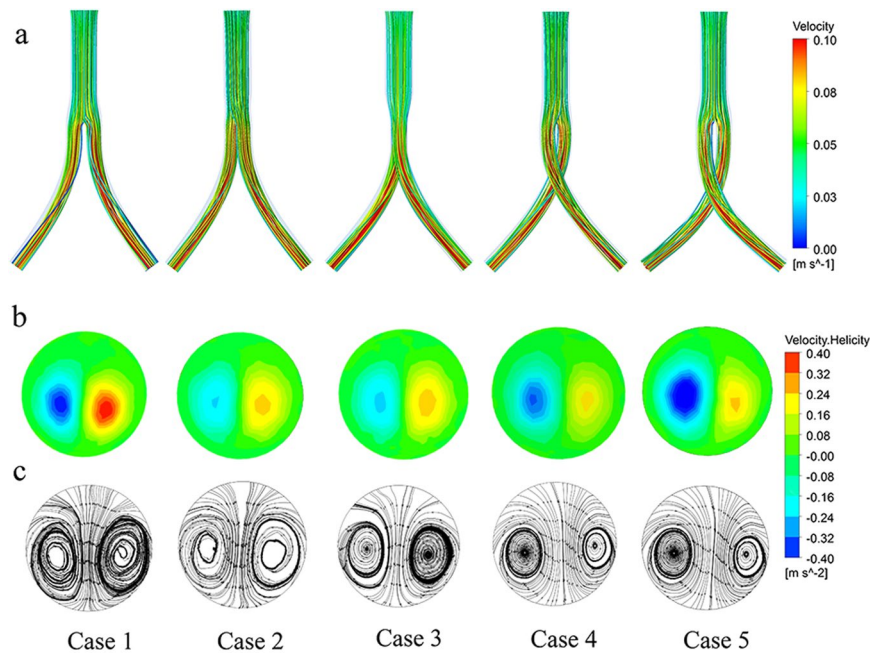 a
Velocity
0.10
0.08
0.05
0.03
0.00
[m s^-1]
b
Velocity.Helicity
0.40
0.32
0.24
0.16
0.08
-0.00
-0.08
-0.16
-0.24
-0.32
-0.40
[m s^-2]
c
Case 1
Case 2
Case 3
Case 4
Case 5